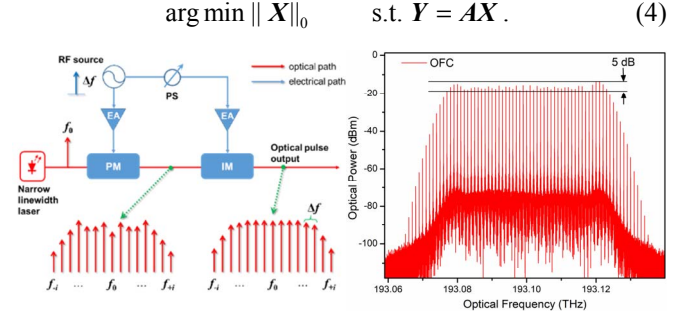 arg min || X ||₀ s.t. Y = AX . (4)
RF source
optical path
electrical path
Δf
PS
EA
EA
f₀
PM
IM
Optical pulse
output
Narrow
linewidth
laser
Δf
f₋ᵢ ... f₀ ... f₊ᵢ
f₋ᵢ ... f₀ ... f₊ᵢ
OFC
5 dB
Optical Power (dBm)
0
-20
-40
-60
-80
-100
193.06 193.08 193.10 193.12
Optical Frequency (THz)